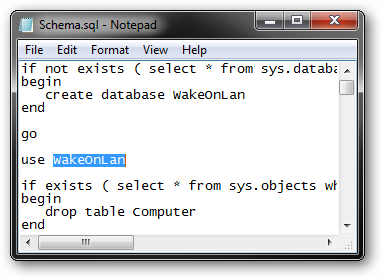 Schema.sql - Notepad
File Edit Format View Help
if not exists ( select * from sys.databa
begin
   create database WakeOnLan
end
go
use WakeOnLan
if exists ( select * from sys.objects wh
begin
   drop table Computer
end